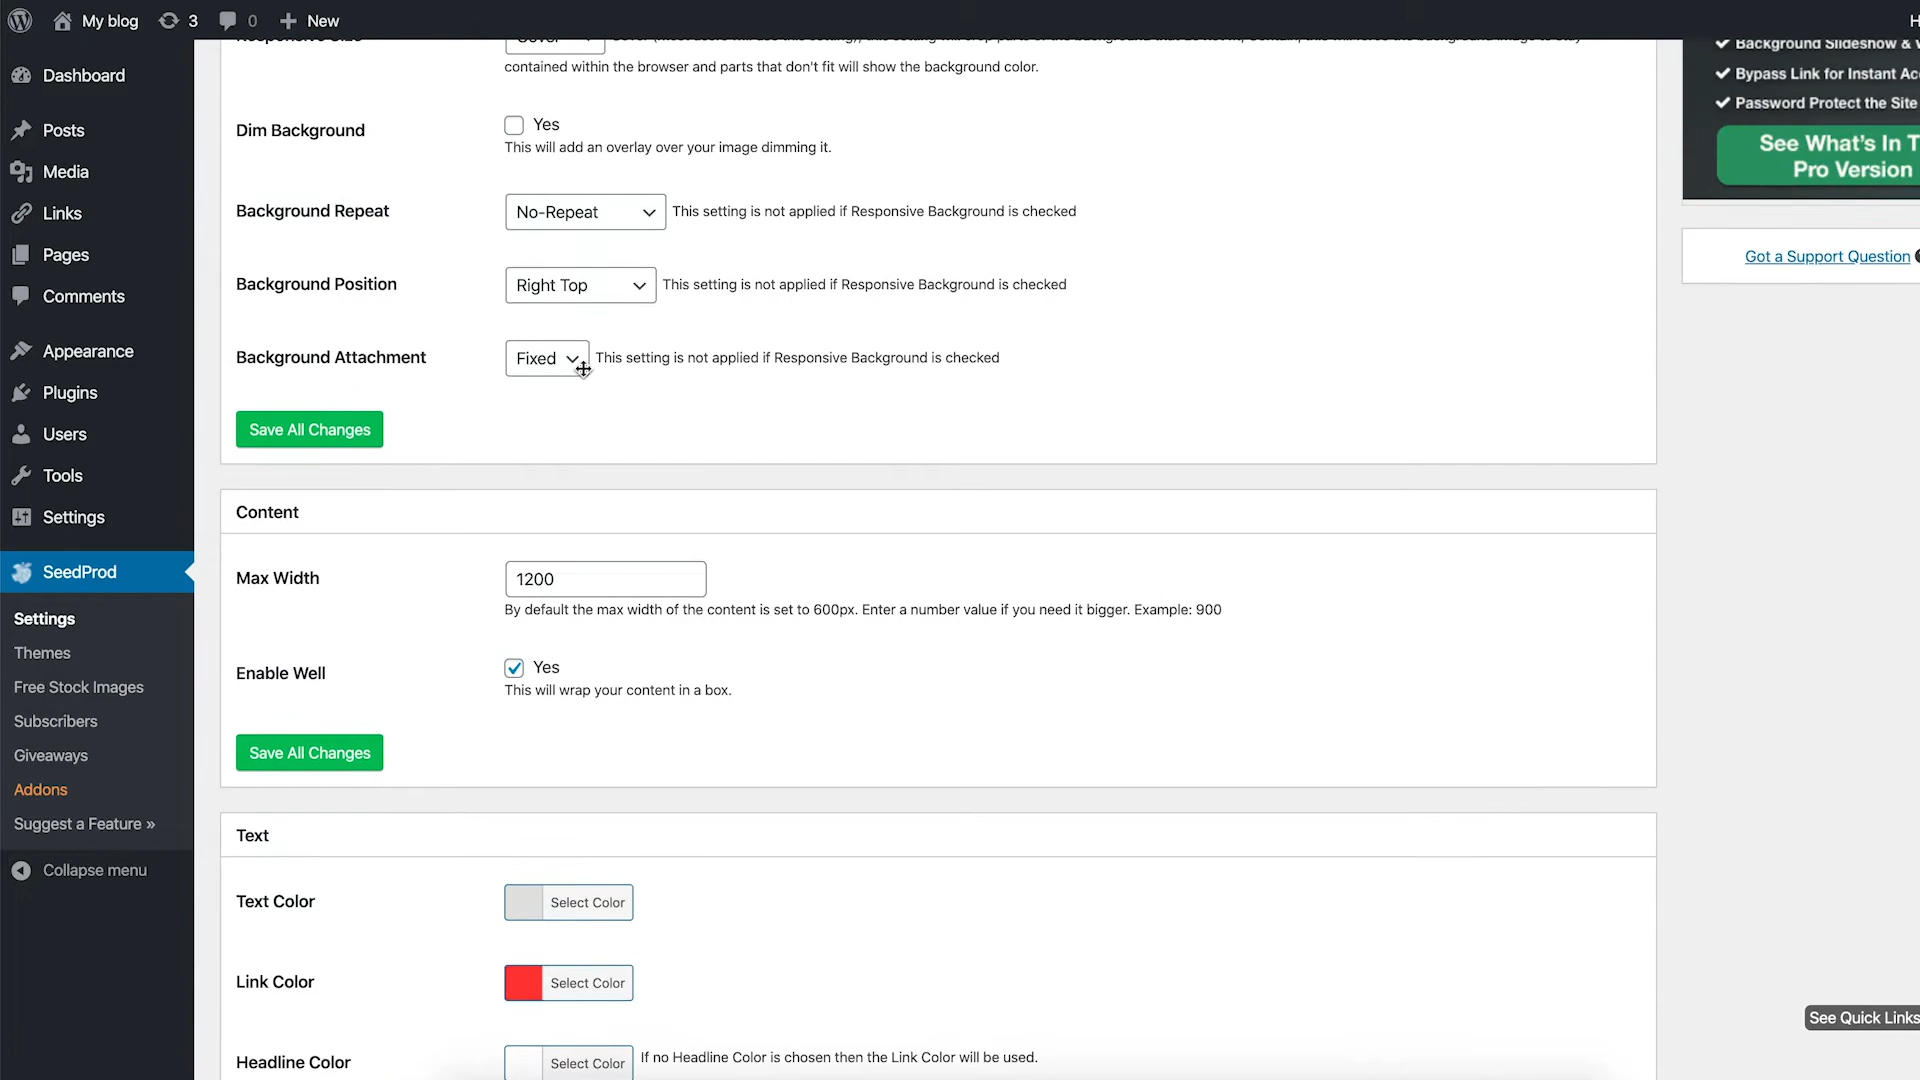 My blog
3
0
New
Dashboard
Posts
Media
Links
Pages
Comments
Appearance
Plugins
Users
Tools
Settings
SeedProd
Settings
Themes
Free Stock Images
Subscribers
Giveaways
Addons
Suggest a Feature »
Collapse menu
contained within the browser and parts that don't fit will show the background color.
Dim Background
Yes
This will add an overlay over your image dimming it.
Background Repeat
No-Repeat
This setting is not applied if Responsive Background is checked
Background Position
Right Top
This setting is not applied if Responsive Background is checked
Background Attachment
Fixed
This setting is not applied if Responsive Background is checked
Save All Changes
Content
Max Width
1200
By default the max width of the content is set to 600px. Enter a number value if you need it bigger. Example: 900
Enable Well
Yes
This will wrap your content in a box.
Save All Changes
Text
Text Color
Select Color
Link Color
Select Color
Headline Color
Select Color
If no Headline Color is chosen then the Link Color will be used.
Background Slideshow &
Bypass Link for Instant
Password Protect the Site
See What's In
Pro Version
Got a Support Question
See Quick Links